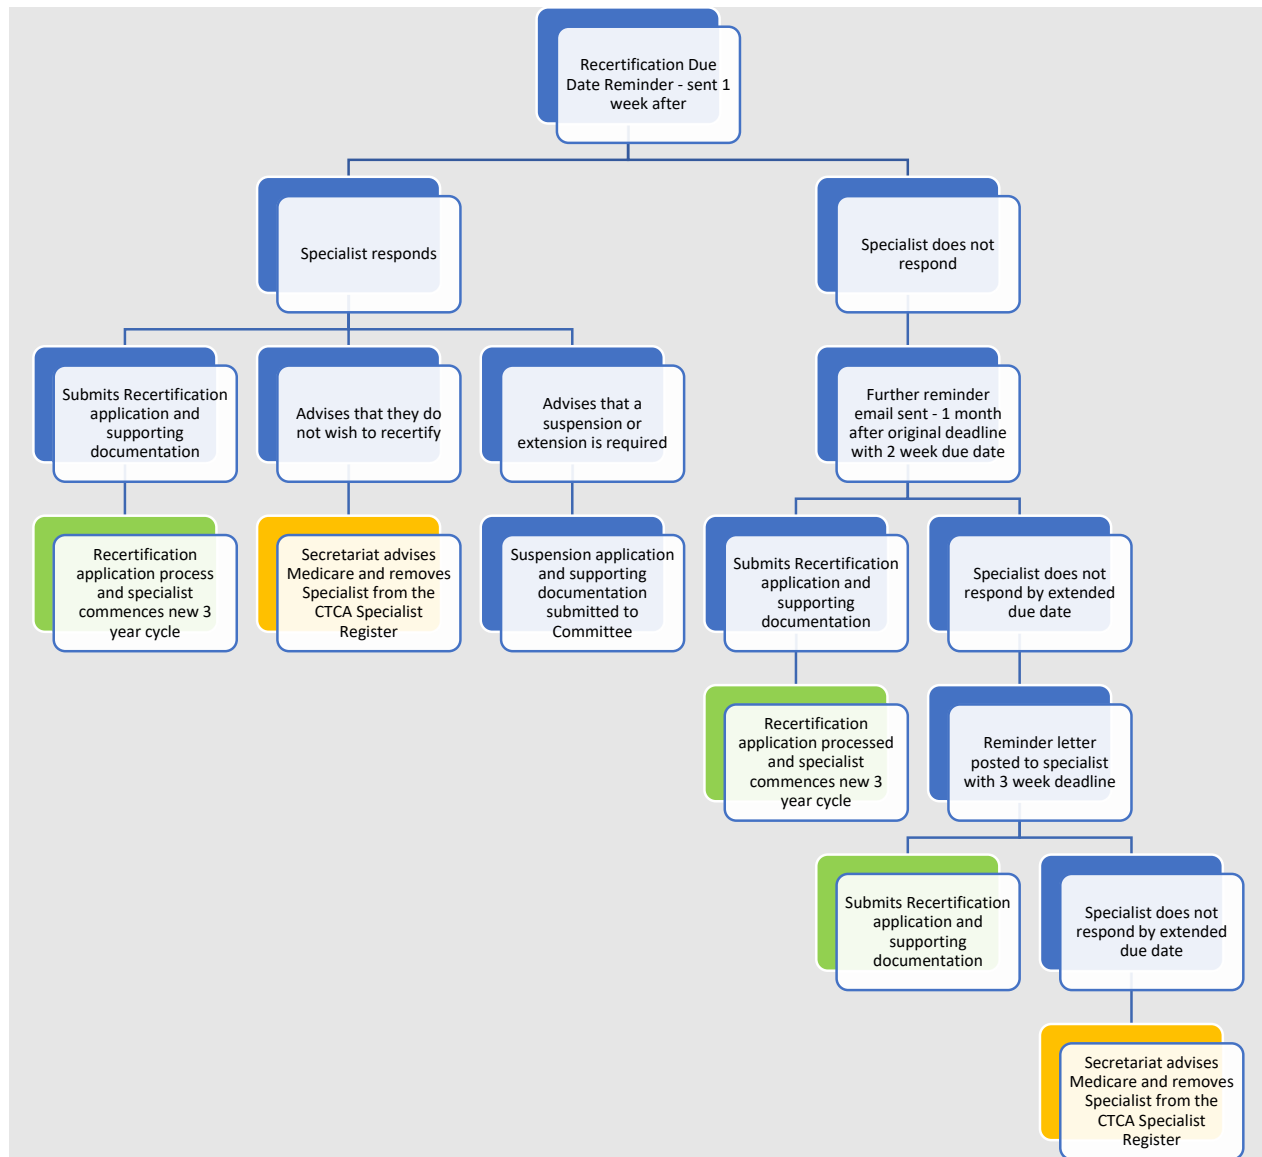 Recertification Due
Date Reminder - sent 1
week after
Specialist responds
Specialist does not
respond
Submits Recertification
application and
supporting
documentation
Advises that they do
not wish to recertify
Advises that a
suspension or
extension is required
Further reminder
email sent - 1 month
after original deadline
with 2 week due date
Recertification
application process
and specialist
commences new 3
year cycle
Secretariat advises
Medicare and removes
Specialist from the
CTCA Specialist
Register
Suspension application
and supporting
documentation
submitted to
Committee
Submits Recertification
application and
supporting
documentation
Specialist does not
respond by extended
due date
Recertification
application processed
and specialist
commences new 3
year cycle
Reminder letter
posted to specialist
with 3 week deadline
Submits Recertification
application and
supporting
documentation
Specialist does not
respond by extended
due date
Secretariat advises
Medicare and removes
Specialist from the
CTCA Specialist
Register